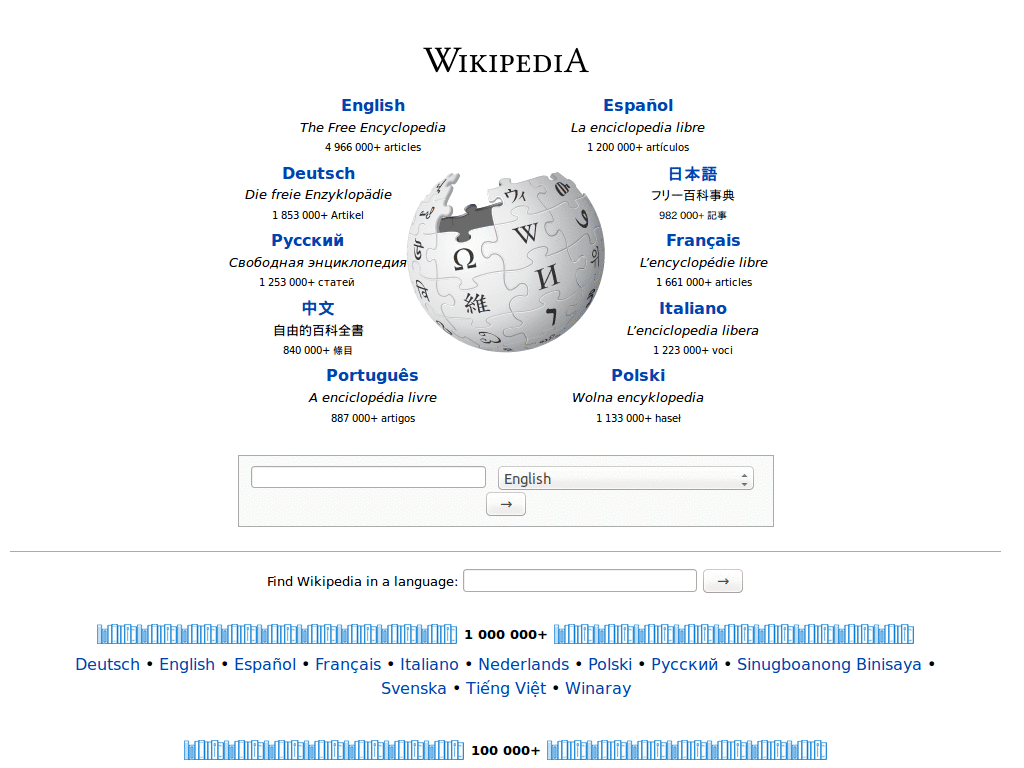 WIKIPEDIA
English
The Free Encyclopedia
4 966 000+ articles
Español
La enciclopedia libre
1 200 000+ artículos
Deutsch
Die freie Enzyklopädie
1 853 000+ Artikel
日本語
フリー百科事典
982 000+ 記事
Русский
Свободная энциклопедия
1 253 000+ статей
Français
L'encyclopédie libre
1 661 000+ articles
中文
自由的百科全書
840 000+ 條目
Italiano
L'enciclopedia libera
1 223 000+ voci
Português
A enciclopédia livre
887 000+ artigos
Polski
Wolna encyklopedia
1 133 000+ haseł
ウィ
W
Ω
И
維
English
→
Find Wikipedia in a language: →
1 000 000+
Deutsch • English • Español • Français • Italiano • Nederlands • Polski • Русский • Sinugboanong Binisaya •
Svenska • Tiếng Việt • Winaray
100 000+